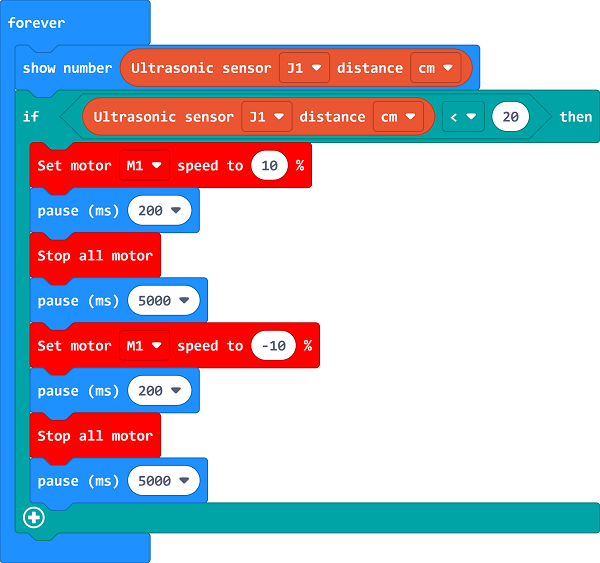 forever
show number Ultrasonic sensor J1 distance cm
if Ultrasonic sensor J1 distance cm < 20 then
Set motor M1 speed to 10 %
pause (ms) 200
Stop all motor
pause (ms) 5000
Set motor M1 speed to -10 %
pause (ms) 200
Stop all motor
pause (ms) 5000